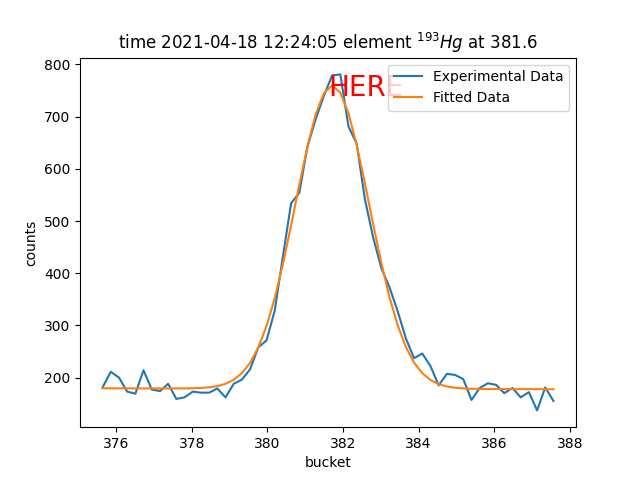 time 2021-04-18 12:24:05 element ¹⁹³Hg at 381.6
800
700
600
500
400
300
200
counts
HERE
Experimental Data
Fitted Data
376 378 380 382 384 386 388
bucket